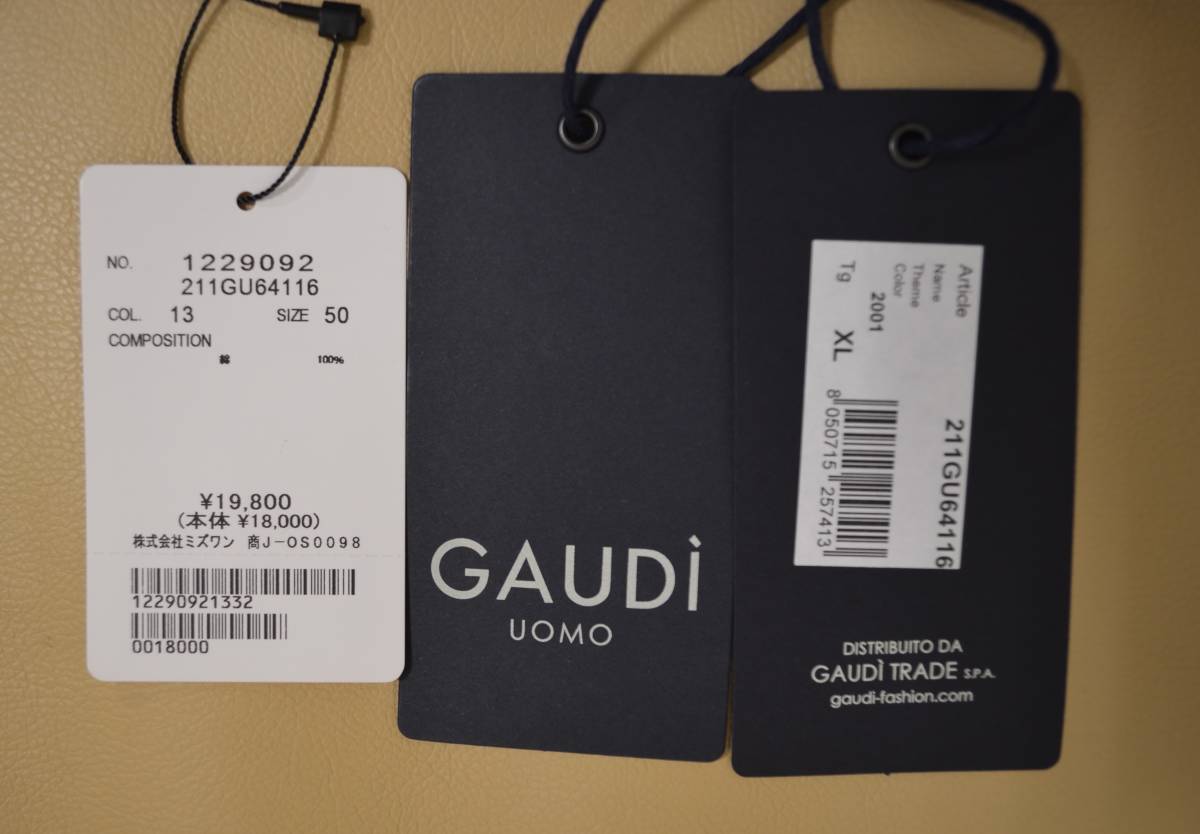 NO. 1229092
211GU64116
COL. 13 SIZE 50
COMPOSITION
綿 100%
¥19,800
(本体 ¥18,000)
株式会社ミズワン 商J-OS0098
12290921332
0018000
GAUDÌ
UOMO
Article 211GU64116
Name
Theme
Color 2001
Tg XL
8 050715 257413
DISTRIBUITO DA
GAUDÌ TRADE S.P.A.
gaudi-fashion.com